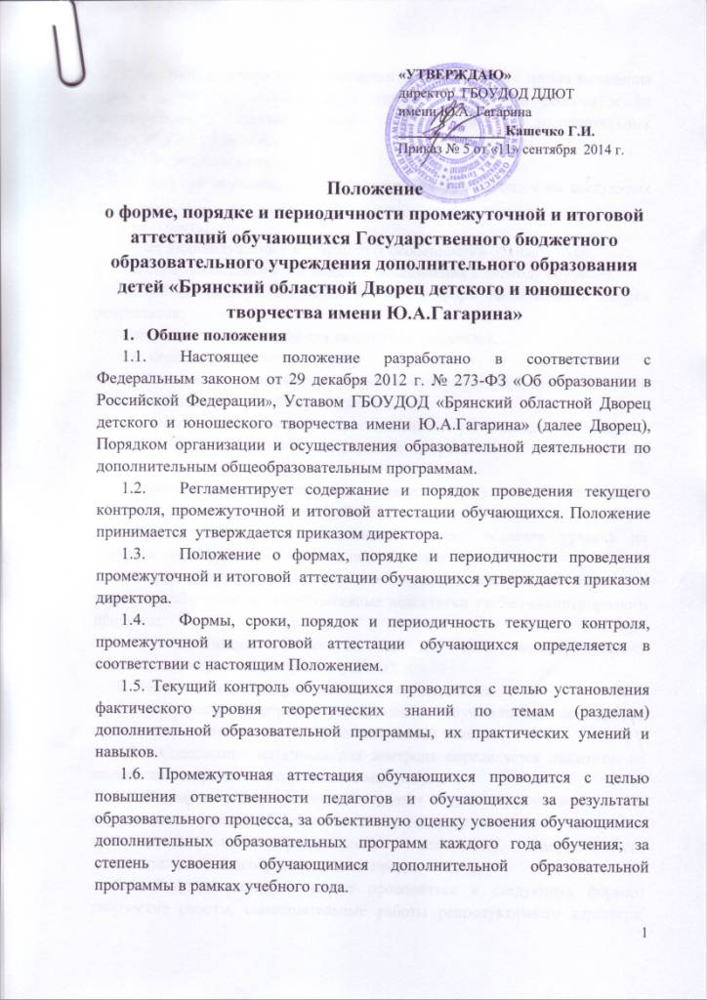 «УТВЕРЖДАЮ»
директор ГБОУДОД ДДЮТ
имени Ю.А. Гагарина
Кашечко Г.И.
Приказ № 5 от «11» сентября 2014 г.
Положение
о форме, порядке и периодичности промежуточной и итоговой
аттестаций обучающихся Государственного бюджетного
образовательного учреждения дополнительного образования
детей «Брянский областной Дворец детского и юношеского
творчества имени Ю.А.Гагарина»
1. Общие положения
1.1. Настоящее положение разработано в соответствии с
Федеральным законом от 29 декабря 2012 г. № 273-ФЗ «Об образовании в
Российской Федерации», Уставом ГБОУДОД «Брянский областной Дворец
детского и юношеского творчества имени Ю.А.Гагарина» (далее Дворец),
Порядком организации и осуществления образовательной деятельности по
дополнительным общеобразовательным программам.
1.2. Регламентирует содержание и порядок проведения текущего
контроля, промежуточной и итоговой аттестации обучающихся. Положение
принимается утверждается приказом директора.
1.3. Положение о формах, порядке и периодичности проведения
промежуточной и итоговой аттестации обучающихся утверждается приказом
директора.
1.4. Формы, сроки, порядок и периодичность текущего контроля,
промежуточной и итоговой аттестации обучающихся определяется в
соответствии с настоящим Положением.
1.5. Текущий контроль обучающихся проводится с целью установления
фактического уровня теоретических знаний по темам (разделам)
дополнительной образовательной программы, их практических умений и
навыков.
1.6. Промежуточная аттестация обучающихся проводится с целью
повышения ответственности педагогов и обучающихся за результаты
образовательного процесса, за объективную оценку усвоения обучающимися
дополнительных образовательных программ каждого года обучения; за
степень усвоения обучающимися дополнительной образовательной
программы в рамках учебного года.
1